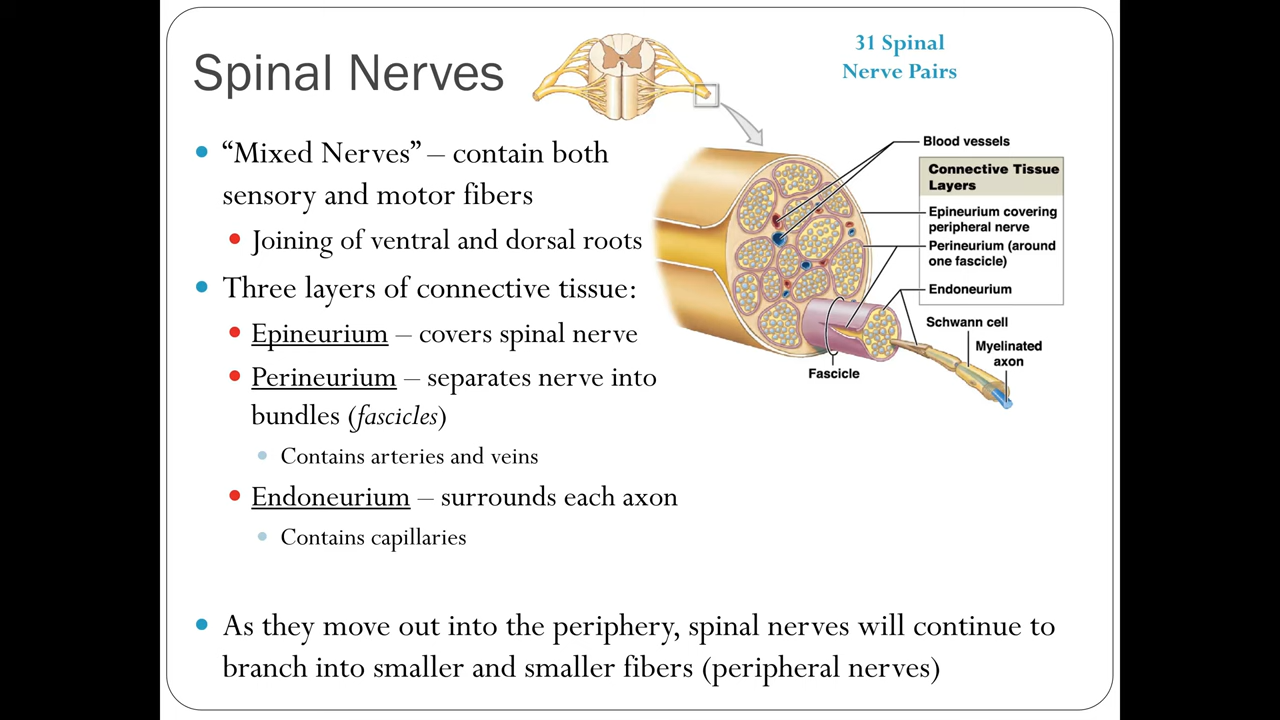 Spinal Nerves
31 Spinal
Nerve Pairs
• “Mixed Nerves” – contain both
sensory and motor fibers
• Joining of ventral and dorsal roots
• Three layers of connective tissue:
• Epineurium – covers spinal nerve
• Perineurium – separates nerve into
bundles (fascicles)
• Contains arteries and veins
• Endoneurium – surrounds each axon
• Contains capillaries
• As they move out into the periphery, spinal nerves will continue to
branch into smaller and smaller fibers (peripheral nerves)
Blood vessels
Connective Tissue
Layers
Epineurium covering
peripheral nerve
Perineurium (around
one fascicle)
Endoneurium
Schwann cell
Myelinated
axon
Fascicle